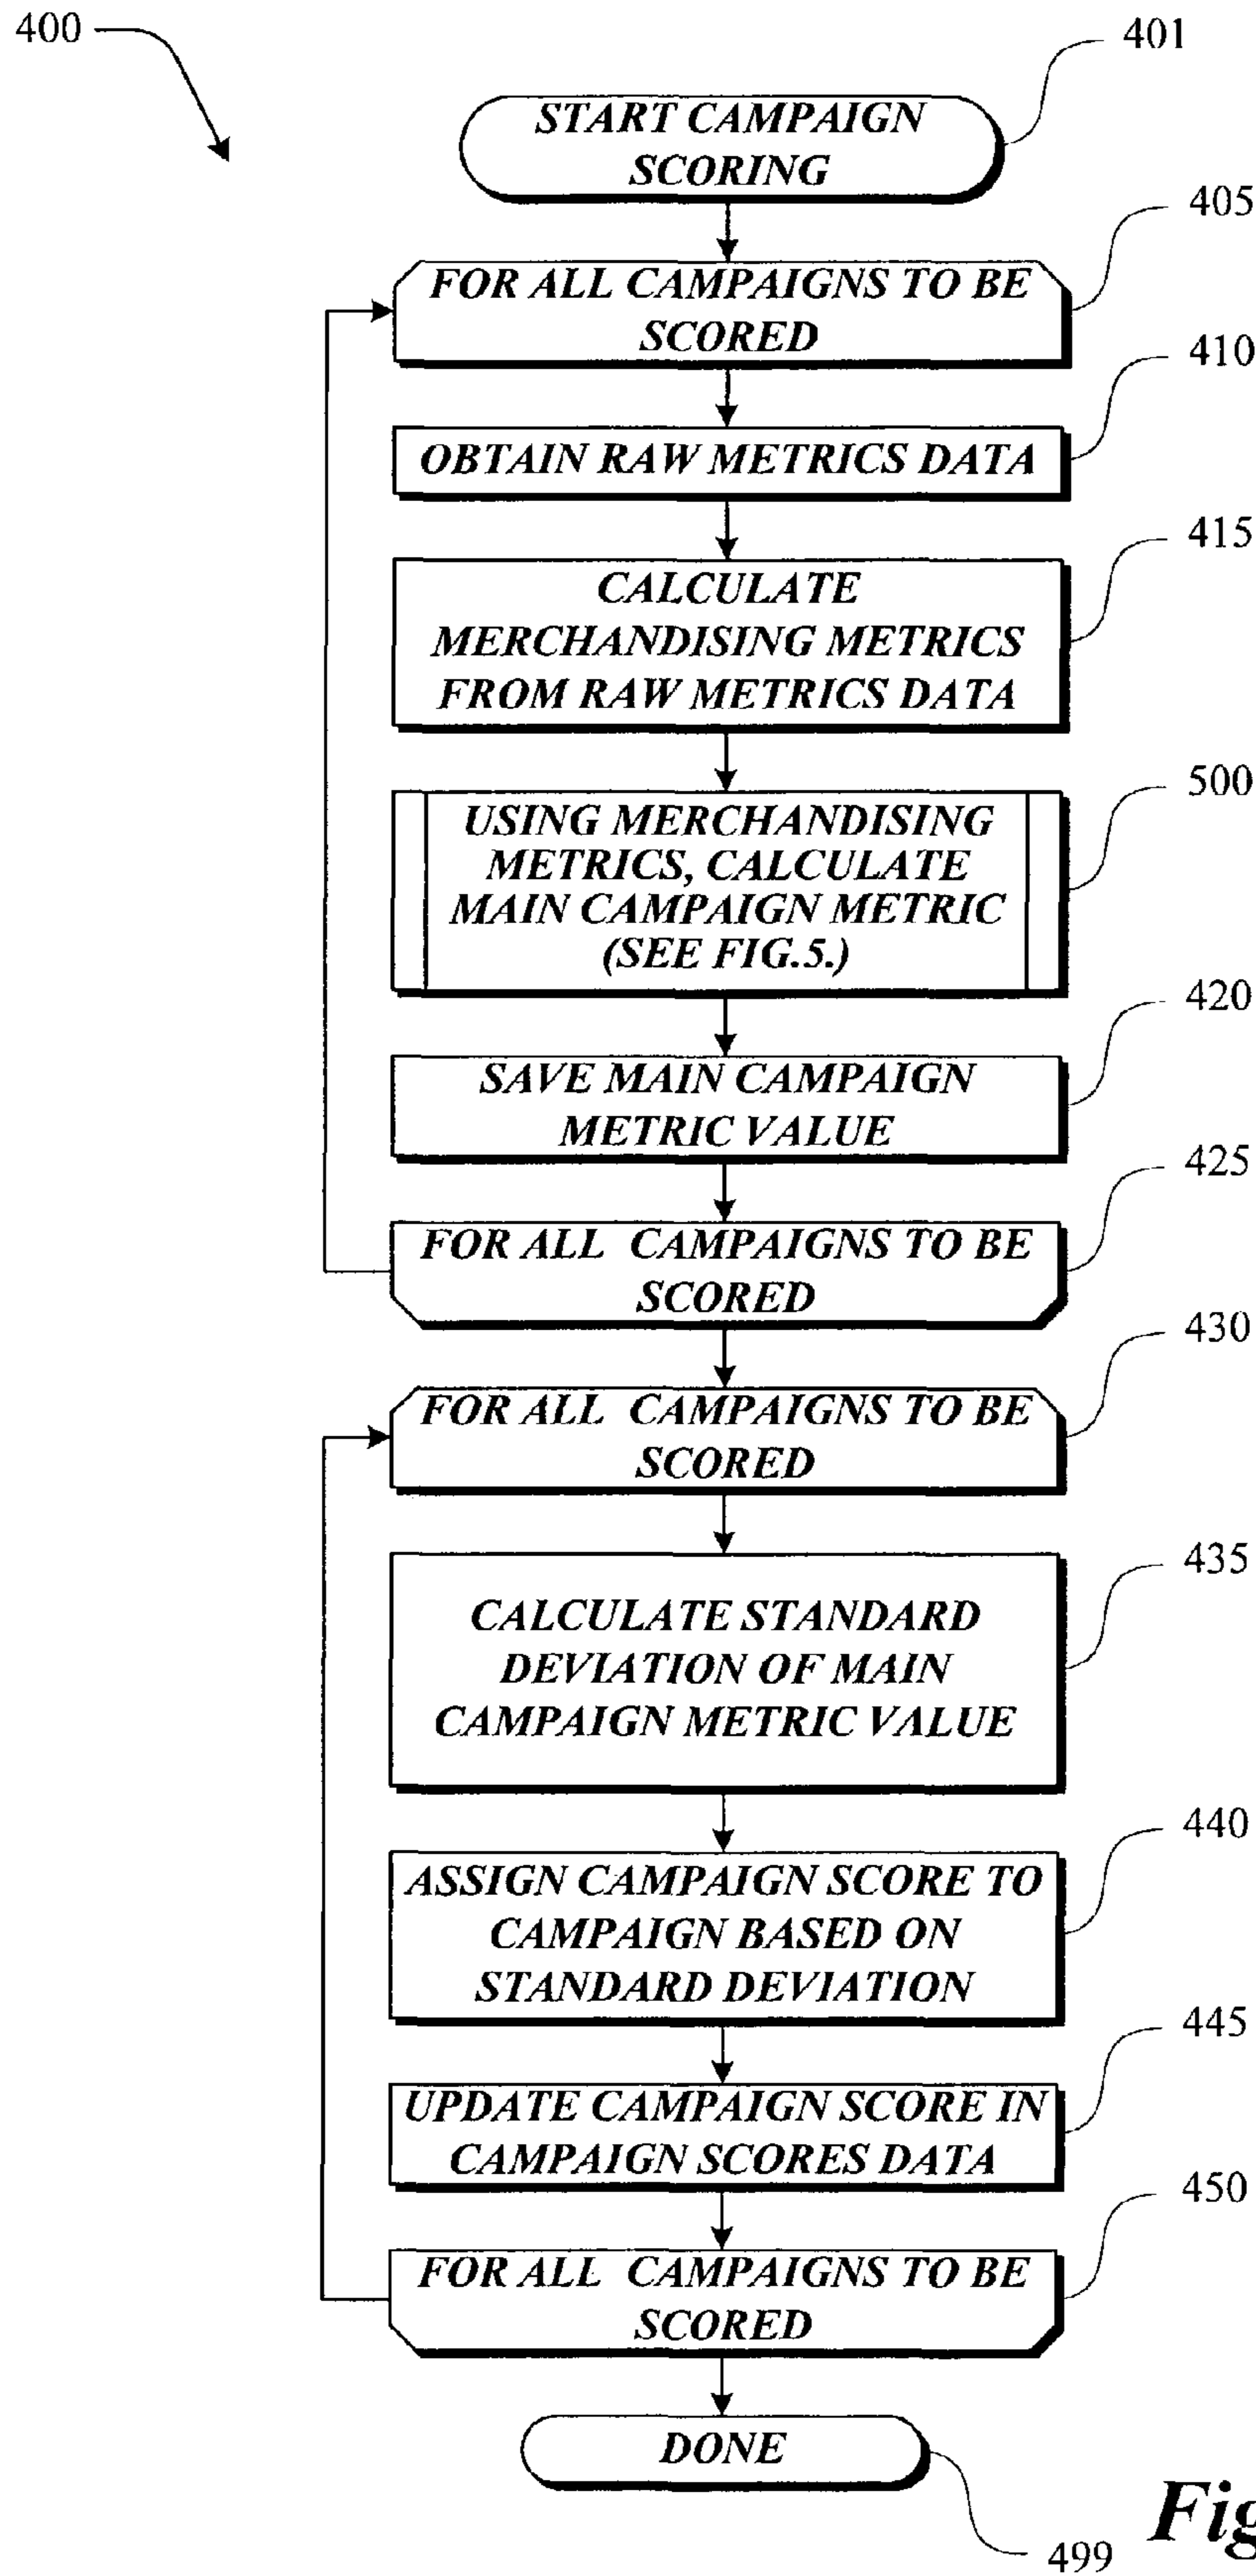 400
401
START CAMPAIGN
SCORING
405
FOR ALL CAMPAIGNS TO BE
SCORED
410
OBTAIN RAW METRICS DATA
415
CALCULATE
MERCHANDISING METRICS
FROM RAW METRICS DATA
500
USING MERCHANDISING
METRICS, CALCULATE
MAIN CAMPAIGN METRIC
(SEE FIG.5.)
420
SAVE MAIN CAMPAIGN
METRIC VALUE
425
FOR ALL CAMPAIGNS TO BE
SCORED
430
FOR ALL CAMPAIGNS TO BE
SCORED
435
CALCULATE STANDARD
DEVIATION OF MAIN
CAMPAIGN METRIC VALUE
440
ASSIGN CAMPAIGN SCORE TO
CAMPAIGN BASED ON
STANDARD DEVIATION
445
UPDATE CAMPAIGN SCORE IN
CAMPAIGN SCORES DATA
450
FOR ALL CAMPAIGNS TO BE
SCORED
DONE
499
Fig